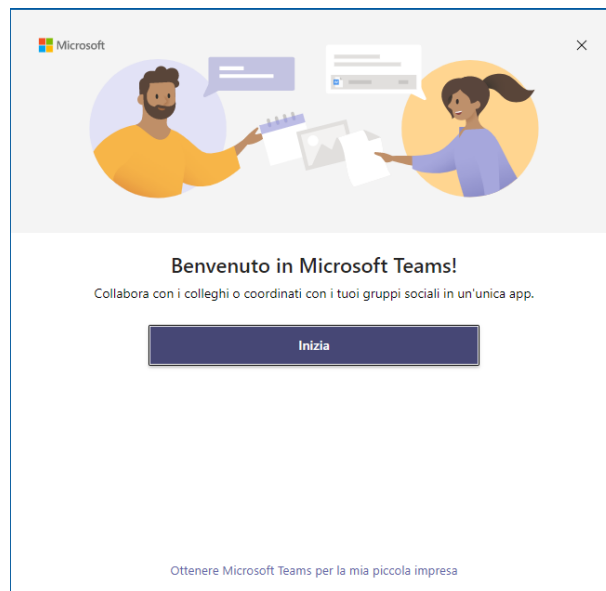 Microsoft
Benvenuto in Microsoft Teams!
Collabora con i colleghi o coordinati con i tuoi gruppi sociali in un'unica app.
Inizia
Ottenere Microsoft Teams per la mia piccola impresa